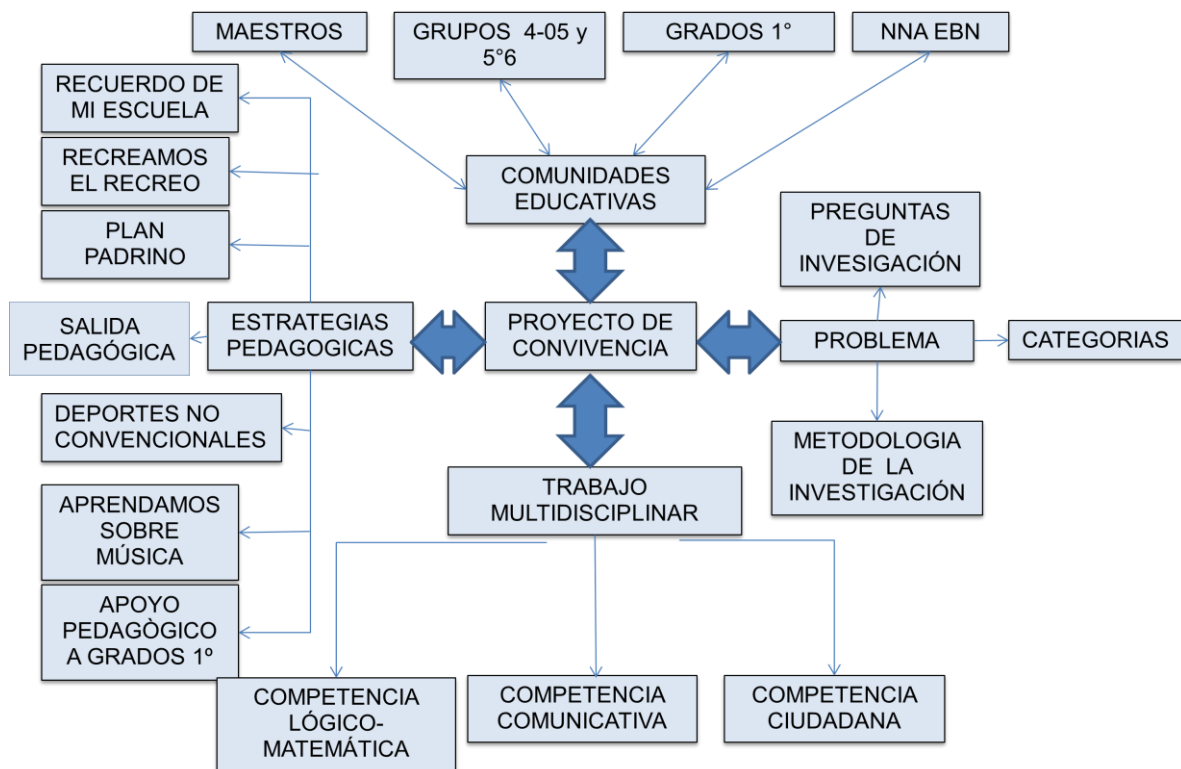 MAESTROS
GRUPOS 4-05 y
5°6
GRADOS 1°
NNA EBN
RECUERDO DE
MI ESCUELA
RECREAMOS
EL RECREO
PLAN
PADRINO
COMUNIDADES
EDUCATIVAS
PREGUNTAS
DE
INVESIGACIÓN
SALIDA
PEDAGÓGICA
ESTRATEGIAS
PEDAGOGICAS
PROYECTO DE
CONVIVENCIA
PROBLEMA
CATEGORIAS
DEPORTES NO
CONVENCIONALES
METODOLOGIA
DE LA
INVESTIGACIÓN
TRABAJO
MULTIDISCIPLINAR
APRENDAMOS
SOBRE
MÚSICA
APOYO
PEDAGÒGICO
A GRADOS 1º
COMPETENCIA
LÓGICO-
MATEMÁTICA
COMPETENCIA
COMUNICATIVA
COMPETENCIA
CIUDADANA